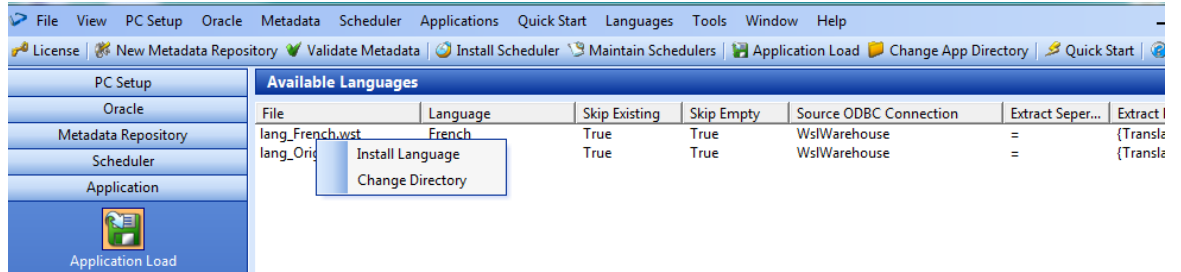 File View PC Setup Oracle Metadata Scheduler Applications Quick Start Languages Tools Window Help
License New Metadata Repository Validate Metadata Install Scheduler Maintain Schedulers Application Load Change App Directory Quick Start
PC Setup
Oracle
Metadata Repository
Scheduler
Application
Application Load
Available Languages
File Language Skip Existing Skip Empty Source ODBC Connection Extract Seper... Extract
lang_French.wst French True True WslWarehouse = {Transla
lang_Orig True True WslWarehouse = {Transla
Install Language
Change Directory